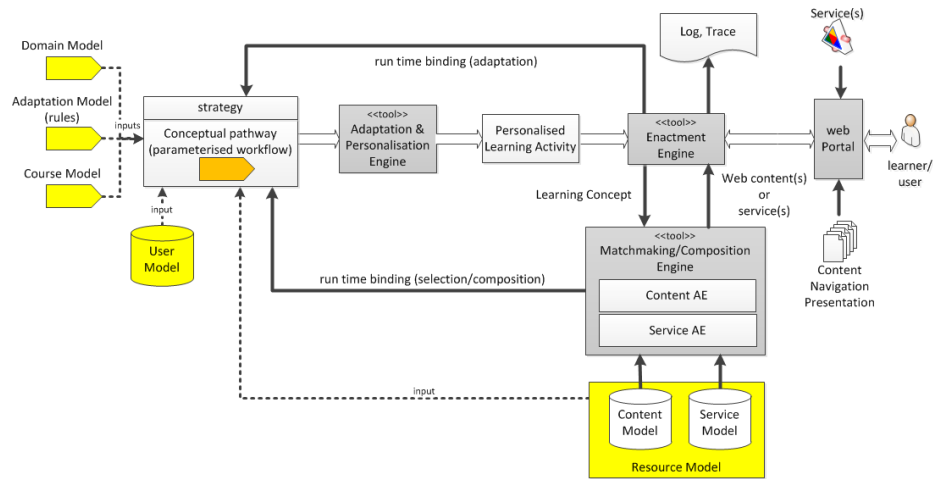 Domain Model
Adaptation Model
(rules)
Course Model
inputs
strategy
Conceptual pathway
(parameterised workflow)
input
User
Model
run time binding (adaptation)
<<tool>>
Adaptation &
Personalisation
Engine
Personalised
Learning Activity
Log, Trace
<<tool>>
Enactment
Engine
Service(s)
web
Portal
learner/
user
Learning Concept
Web content(s)
or
service(s)
Content
Navigation
Presentation
run time binding (selection/composition)
<<tool>>
Matchmaking/Composition
Engine
Content AE
Service AE
input
Content
Model
Service
Model
Resource Model